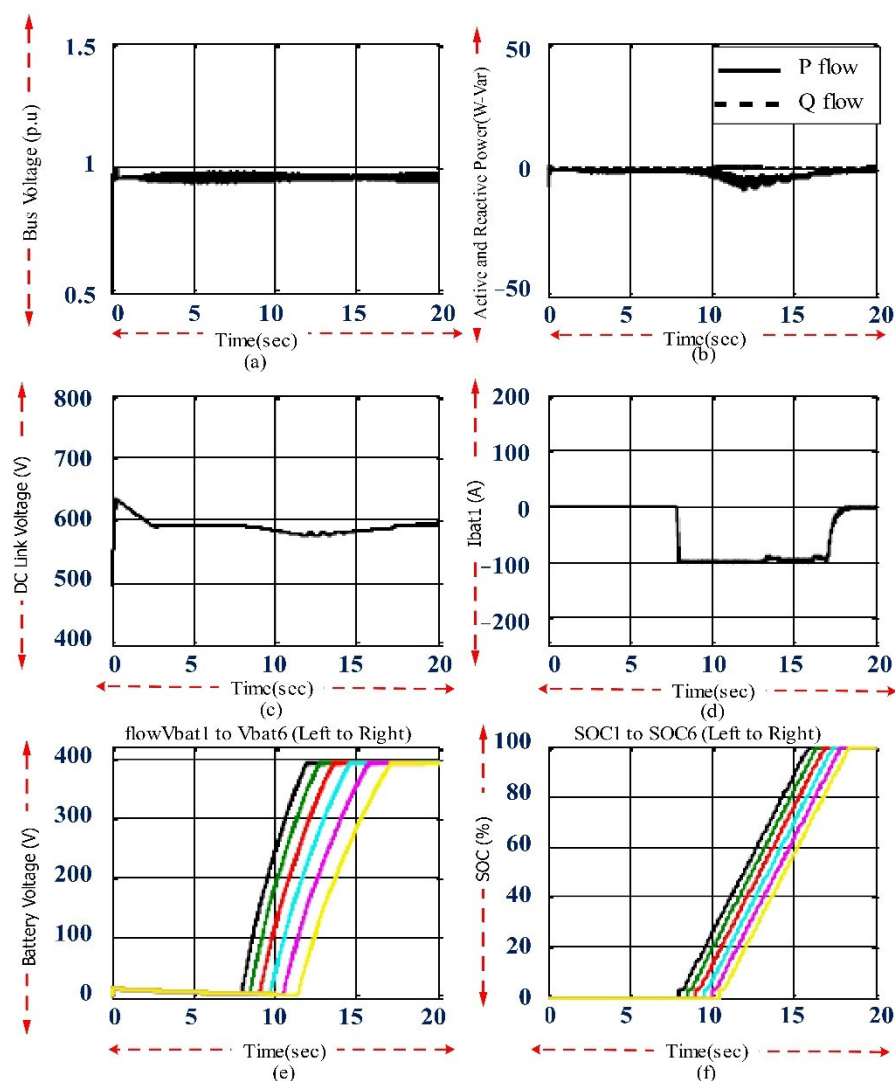 1.5
1
0.5
Bus Voltage (p.u)
0 5 10 15 20
Time(sec)
(a)
50
0
−50
Active and Reactive Power(W-Var)
P flow
Q flow
0 5 10 15 20
Time(sec)
(b)
800
700
600
500
400
DC Link Voltage (V)
0 5 10 15 20
Time(sec)
(c)
200
100
0
−100
−200
Ibat1 (A)
0 5 10 15 20
Time(sec)
(d)
flowVbat1 to Vbat6 (Left to Right)
400
300
200
100
0
Battery Voltage (V)
0 5 10 15 20
Time(sec)
(e)
SOC1 to SOC6 (Left to Right)
100
80
60
40
20
0
SOC (%)
0 5 10 15 20
Time(sec)
(f)